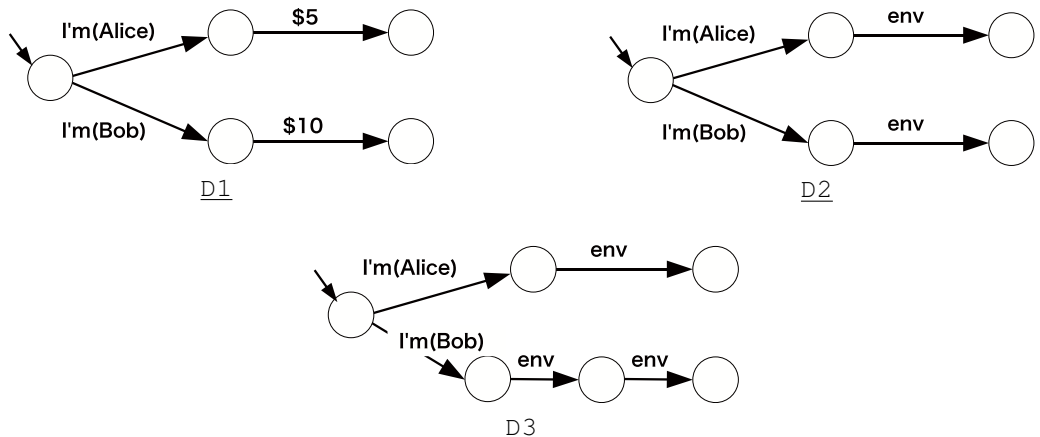 I'm(Alice)
$5
I'm(Bob)
$10
D1
I'm(Alice)
env
I'm(Bob)
env
D2
I'm(Alice)
env
I'm(Bob)
env
env
D3